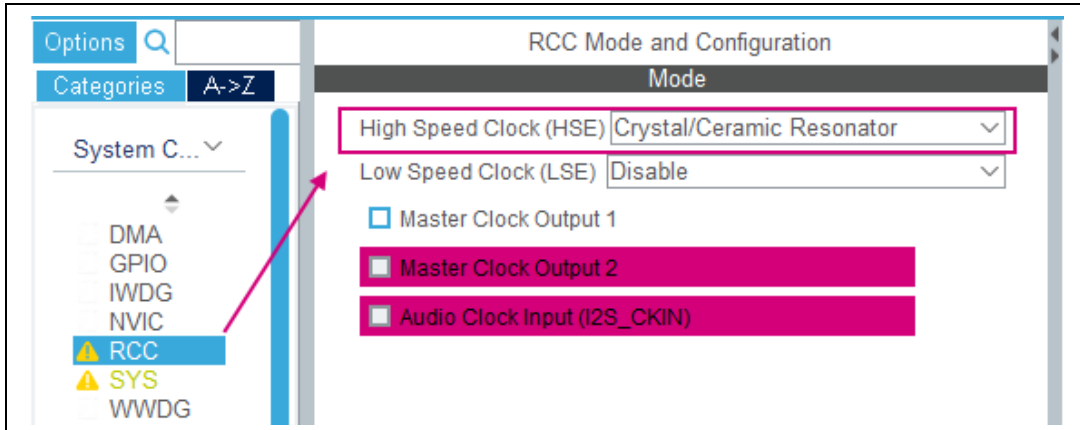 Options
Categories A->Z
System C...
DMA
GPIO
IWDG
NVIC
RCC
SYS
WWDG
RCC Mode and Configuration
Mode
High Speed Clock (HSE) Crystal/Ceramic Resonator
Low Speed Clock (LSE) Disable
Master Clock Output 1
Master Clock Output 2
Audio Clock Input (I2S_CKIN)